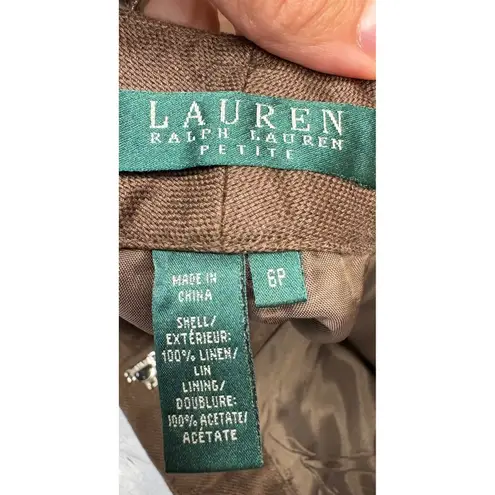 LAUREN
RALPH LAUREN
PETITE
6P
MADE IN
CHINA
SHELL/
EXTÉRIEUR:
100% LINEN/
LIN
LINING/
DOUBLURE:
100% ACETATE/
ACÉTATE